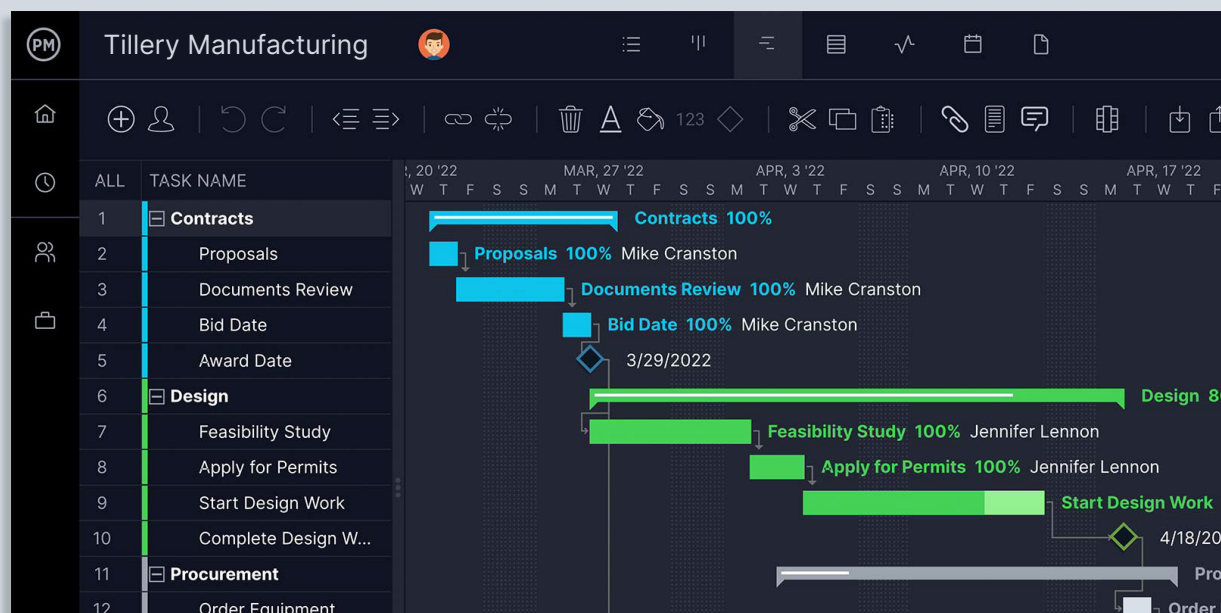 PM
Tillery Manufacturing
123
ALL TASK NAME
, 20 '22 MAR, 27 '22 APR, 3 '22 APR, 10 '22 APR, 17 '22
W T F S S M T W T F S S M T W T F S S M T W T F S S M T W T F
1 Contracts Contracts 100%
2 Proposals Proposals 100% Mike Cranston
3 Documents Review Documents Review 100% Mike Cranston
4 Bid Date Bid Date 100% Mike Cranston
5 Award Date 3/29/2022
6 Design Design 8
7 Feasibility Study Feasibility Study 100% Jennifer Lennon
8 Apply for Permits Apply for Permits 100% Jennifer Lennon
9 Start Design Work Start Design Work
10 Complete Design W... 4/18/20
11 Procurement Pro
12 Order Equipment Order